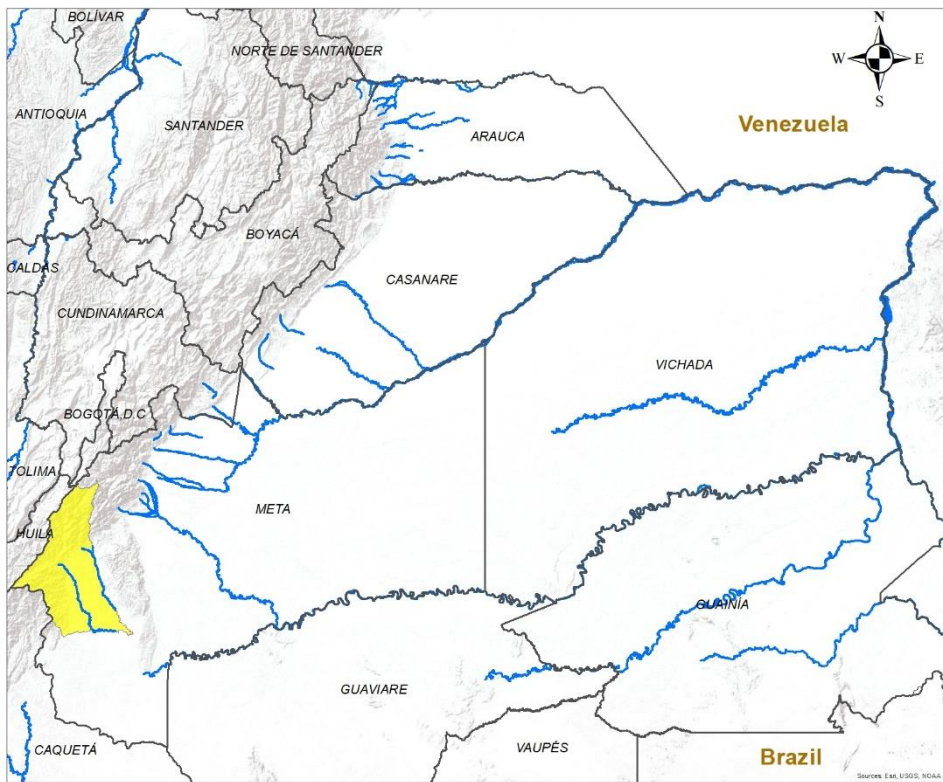 BOLÍVAR
NORTE DE SANTANDER
N
W E
S
ANTIOQUIA
SANTANDER
ARAUCA
Venezuela
BOYACÁ
CALDAS
CASANARE
CUNDINAMARCA
VICHADA
BOGOTÁ, D.C
TOLIMA
META
HUILA
GUAINÍA
GUAVIARE
CAQUETÁ
VAUPÉS
Brazil
Sources: Esri, USGS, NOAA